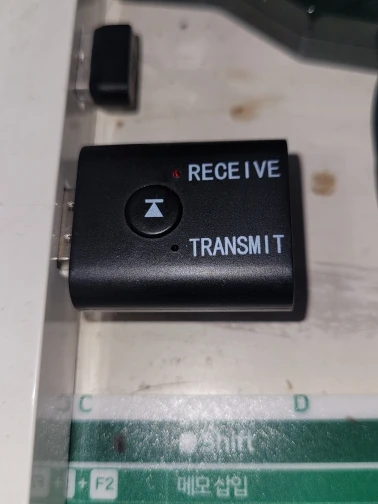 RECEIVE
TRANSMIT
C D
Shift
+ F2 메모 삽입